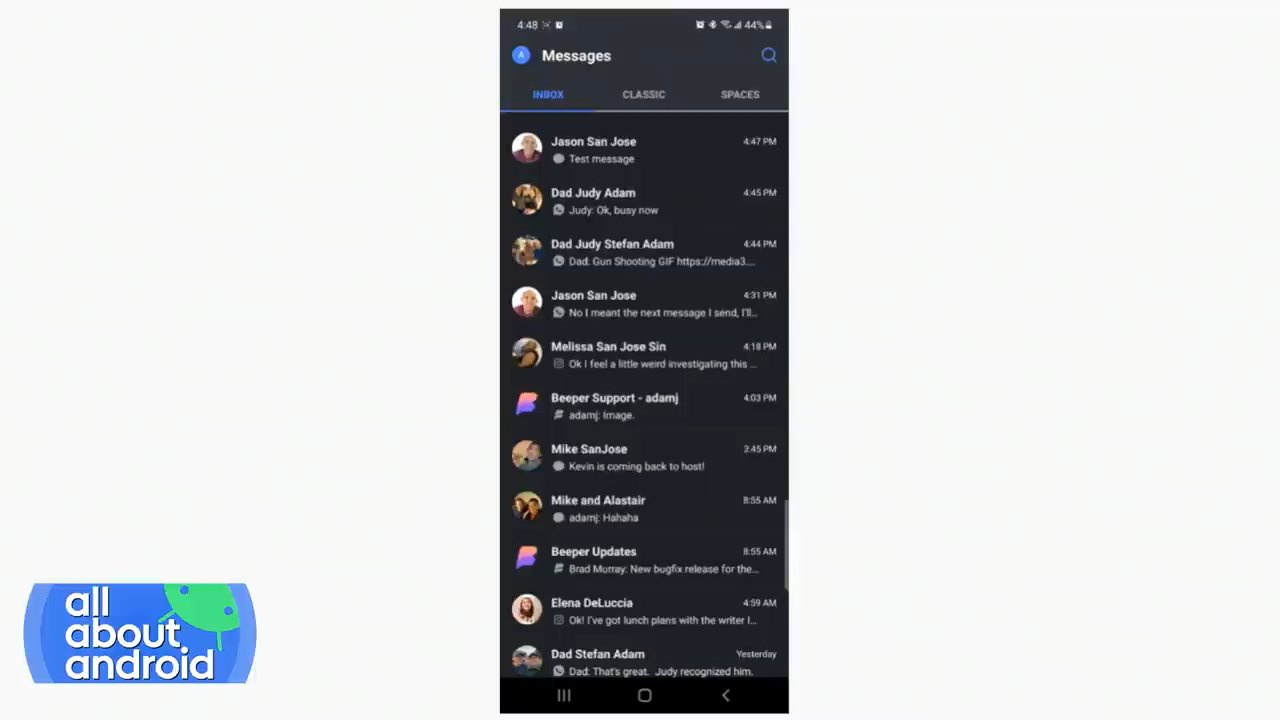 4:48
44%
A
Messages
INBOX CLASSIC SPACES
Jason San Jose 4:47 PM
Test message
Dad Judy Adam 4:45 PM
Judy: Ok, busy now
Dad Judy Stefan Adam 4:44 PM
Dad: Gun Shooting GIF https://media3....
Jason San Jose 4:31 PM
No I meant the next message I send, I'll...
Melissa San Jose Sin 4:18 PM
Ok I feel a little weird investigating this ...
Beeper Support - adamj 4:03 PM
adamj: Image.
Mike SanJose 3:45 PM
Kevin is coming back to host!
Mike and Alastair 8:55 AM
adamj: Hahaha
Beeper Updates 8:55 AM
Brad Murray: New bugfix release for the...
Elena DeLuccia 4:59 AM
Ok! I've got lunch plans with the writer I...
Dad Stefan Adam Yesterday
Dad: That's great. Judy recognized him.
all
about
android